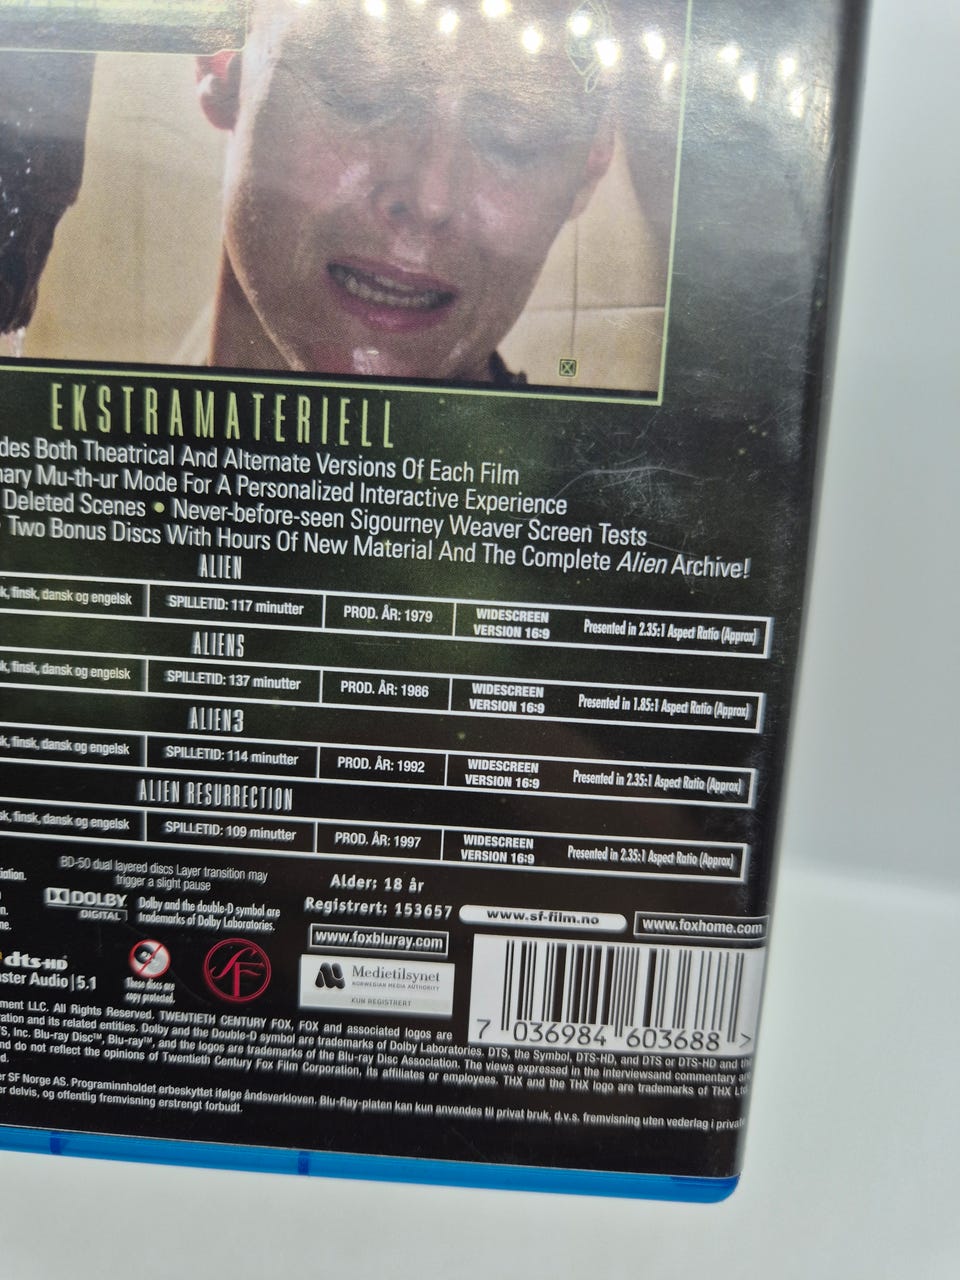 EKSTRAMATERIELL
des Both Theatrical And Alternate Versions Of Each Film
nary Mu-th-ur Mode For A Personalized Interactive Experience
Deleted Scenes • Never-before-seen Sigourney Weaver Screen Tests
Two Bonus Discs With Hours Of New Material And The Complete Alien Archive!
ALIEN
k, finsk, dansk og engelsk SPILLETID: 117 minutter PROD. ÅR: 1979 WIDESCREEN VERSION 16:9 Presented in 2.35:1 Aspect Ratio (Approx)
ALIENS
k, finsk, dansk og engelsk SPILLETID: 137 minutter PROD. ÅR: 1986 WIDESCREEN VERSION 16:9 Presented in 1.85:1 Aspect Ratio (Approx)
ALIEN3
k, finsk, dansk og engelsk SPILLETID: 114 minutter PROD. ÅR: 1992 WIDESCREEN VERSION 16:9 Presented in 2.35:1 Aspect Ratio (Approx)
ALIEN RESURRECTION
k, finsk, dansk og engelsk SPILLETID: 109 minutter PROD. ÅR: 1997 WIDESCREEN VERSION 16:9 Presented in 2.35:1 Aspect Ratio (Approx)
BD-50 dual layered discs Layer transition may
trigger a slight pause
DOLBY
DIGITAL
Dolby and the double-D symbol are
trademarks of Dolby Laboratories.
Alder: 18 år
Registrert: 153657
www.sf-film.no
www.foxhome.com
www.foxbluray.com
dts-HD
ster Audio | 5.1
These discs are
copy protected.
SF
Medietilsynet
NORWEGIAN MEDIA AUTHORITY
KUN REGISTRERT
7 036984 603688 >
ment LLC. All Rights Reserved. TWENTIETH CENTURY FOX, FOX and associated logos are
ation and its related entities. Dolby and the Double-D symbol are trademarks of Dolby Laboratories. DTS, the Symbol, DTS-HD, and DTS or DTS-HD and th
S, Inc. Blu-ray Disc™, Blu-ray™, and the logos are trademarks of the Blu-ray Disc Association. The views expressed in the interviewsand commentary ar
nd do not reflect the opinions of Twentieth Century Fox Film Corporation, its affiliates or employees. THX and the THX logo are trademarks of THX Ltd
d.
er SF Norge AS. Programinnholdet erbeskyttet ifølge åndsverkloven. Blu-Ray-platen kan kun anvendes til privat bruk, d.v.s. fremvisning uten vederlag i privat
er delvis, og offentlig fremvisning erstrengt forbudt.